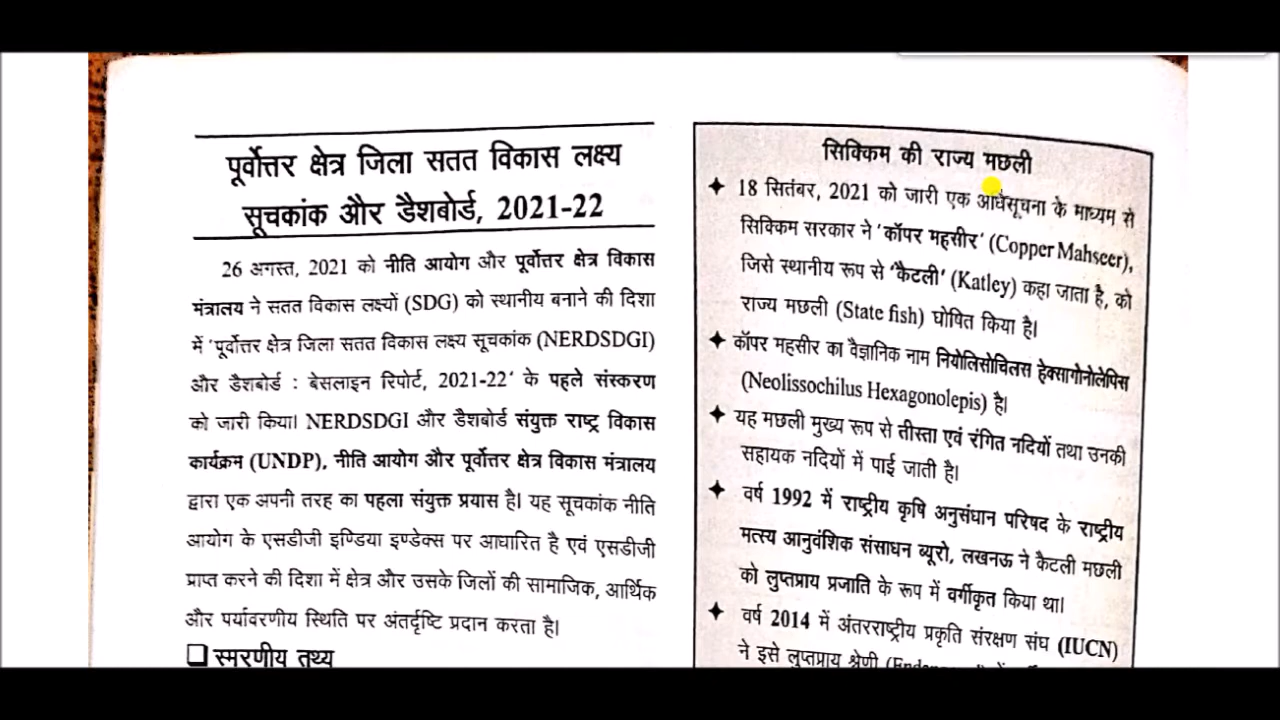 पूर्वोत्तर क्षेत्र जिला सतत विकास लक्ष्य
सूचकांक और डैशबोर्ड, 2021-22
26 अगस्त, 2021 को नीति आयोग और पूर्वोत्तर क्षेत्र विकास
मंत्रालय ने सतत विकास लक्ष्यों (SDG) को स्थानीय बनाने की दिशा
में 'पूर्वोत्तर क्षेत्र जिला सतत विकास लक्ष्य सूचकांक (NERDSDGI)
और डैशबोर्ड : बेसलाइन रिपोर्ट, 2021-22' के पहले संस्करण
को जारी किया। NERDSDGI और डैशबोर्ड संयुक्त राष्ट्र विकास
कार्यक्रम (UNDP), नीति आयोग और पूर्वोत्तर क्षेत्र विकास मंत्रालय
द्वारा एक अपनी तरह का पहला संयुक्त प्रयास है। यह सूचकांक नीति
आयोग के एसडीजी इण्डिया इण्डेक्स पर आधारित है एवं एसडीजी
प्राप्त करने की दिशा में क्षेत्र और उसके जिलों की सामाजिक, आर्थिक
और पर्यावरणीय स्थिति पर अंतर्दृष्टि प्रदान करता है।
❑ स्मरणीय तथ्य
सिक्किम की राज्य मछली
✦ 18 सितंबर, 2021 को जारी एक अधिसूचना के माध्यम से
सिक्किम सरकार ने 'कॉपर महसीर' (Copper Mahseer),
जिसे स्थानीय रूप से 'कैटली' (Katley) कहा जाता है, को
राज्य मछली (State fish) घोषित किया है।
✦ कॉपर महसीर का वैज्ञानिक नाम नियोलिसोचिलस हेक्सागोनोलेपिस
(Neolissochilus Hexagonolepis) है।
✦ यह मछली मुख्य रूप से तीस्ता एवं रंगित नदियों तथा उनकी
सहायक नदियों में पाई जाती है।
✦ वर्ष 1992 में राष्ट्रीय कृषि अनुसंधान परिषद के राष्ट्रीय
मत्स्य आनुवंशिक संसाधन ब्यूरो, लखनऊ ने कैटली मछली
को लुप्तप्राय प्रजाति के रूप में वर्गीकृत किया था।
✦ वर्ष 2014 में अंतरराष्ट्रीय प्रकृति संरक्षण संघ (IUCN)
ने इसे लुप्तप्राय श्रेणी